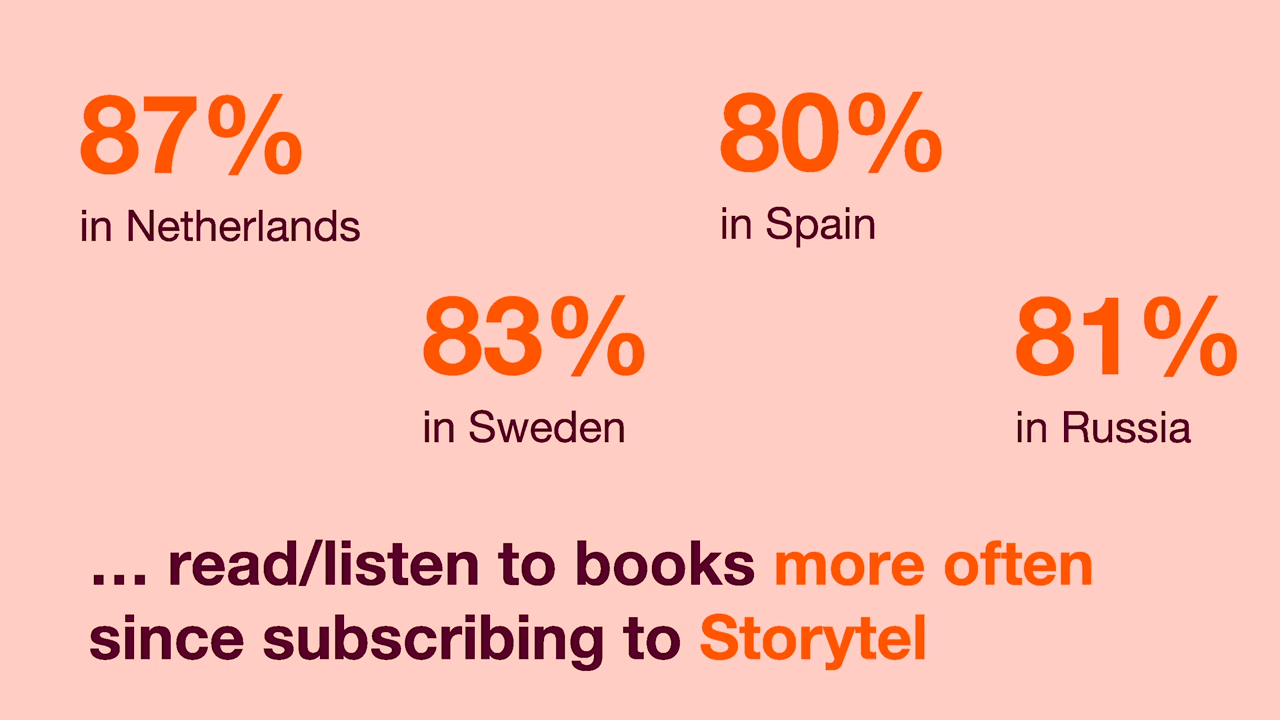 87%
in Netherlands
80%
in Spain
83%
in Sweden
81%
in Russia
... read/listen to books more often
since subscribing to Storytel